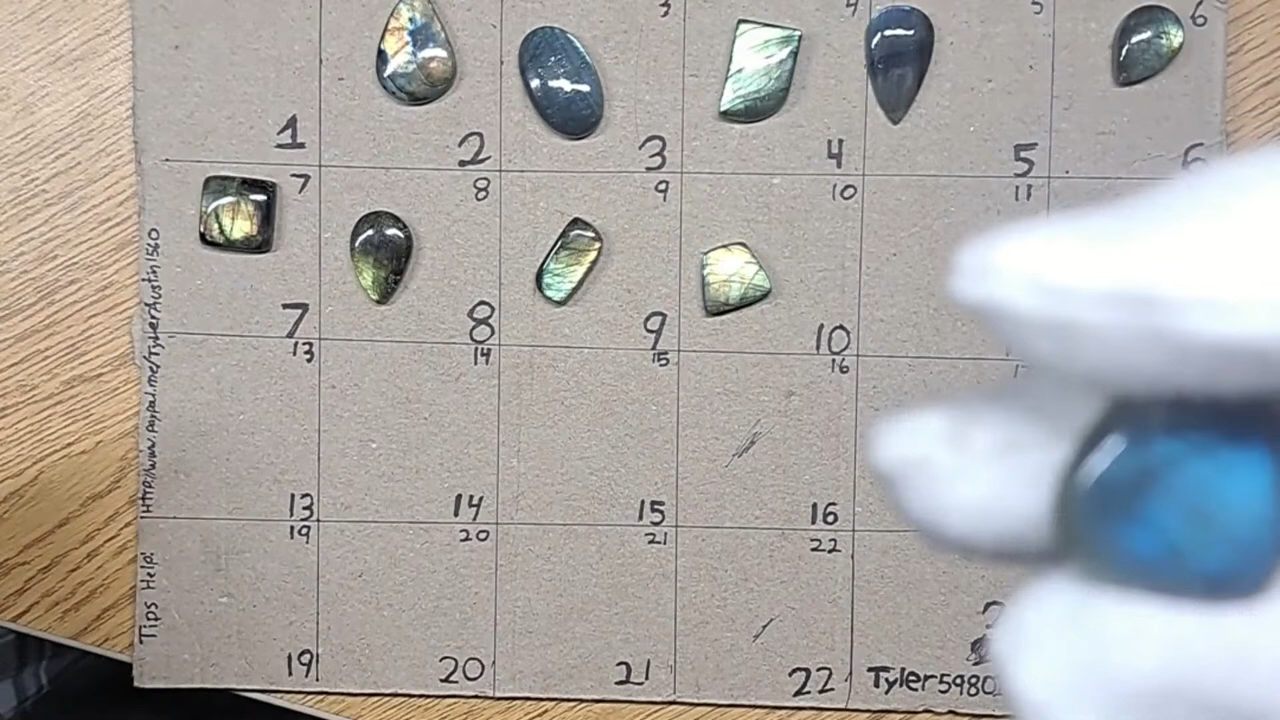 3 4 5 6
1 2 3 4 5 6
7 8 9 10 11
7 8 9 10
13 14 15 16
13 14 15 16
19 20 21 22
19 20 21 22
Tyler5980
Tips Help! Http://www.paypal.me/TylerAustin1560